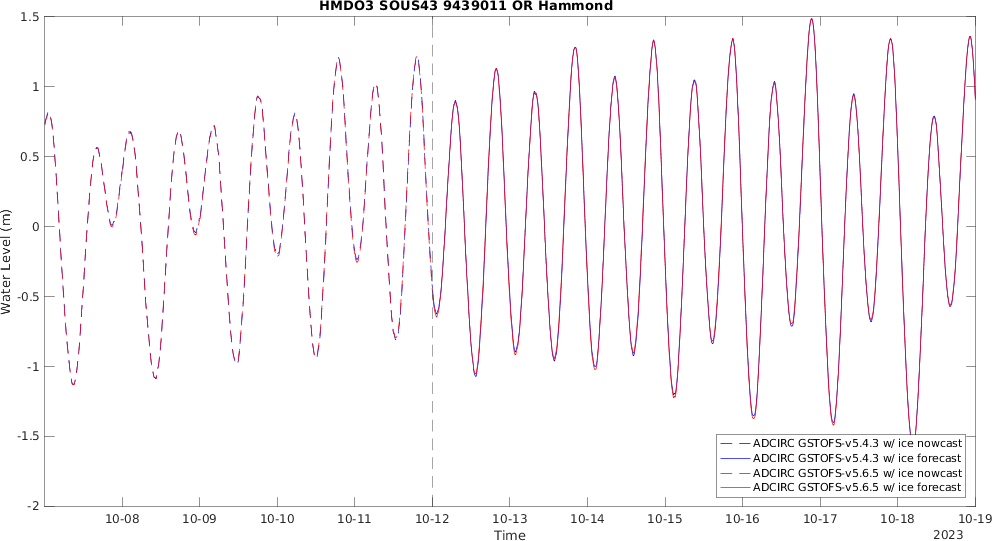 HMDO3 SOUS43 9439011 OR Hammond
Water Level (m)
1.5
1
0.5
0
-0.5
-1
-1.5
-2
ADCIRC GSTOFS-v5.4.3 w/ ice nowcast
ADCIRC GSTOFS-v5.4.3 w/ ice forecast
ADCIRC GSTOFS-v5.6.5 w/ ice nowcast
ADCIRC GSTOFS-v5.6.5 w/ ice forecast
10-08 10-09 10-10 10-11 10-12 10-13 10-14 10-15 10-16 10-17 10-18 10-19
Time
2023